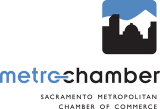 metrochamber
SACRAMENTO METROPOLITAN
CHAMBER OF COMMERCE